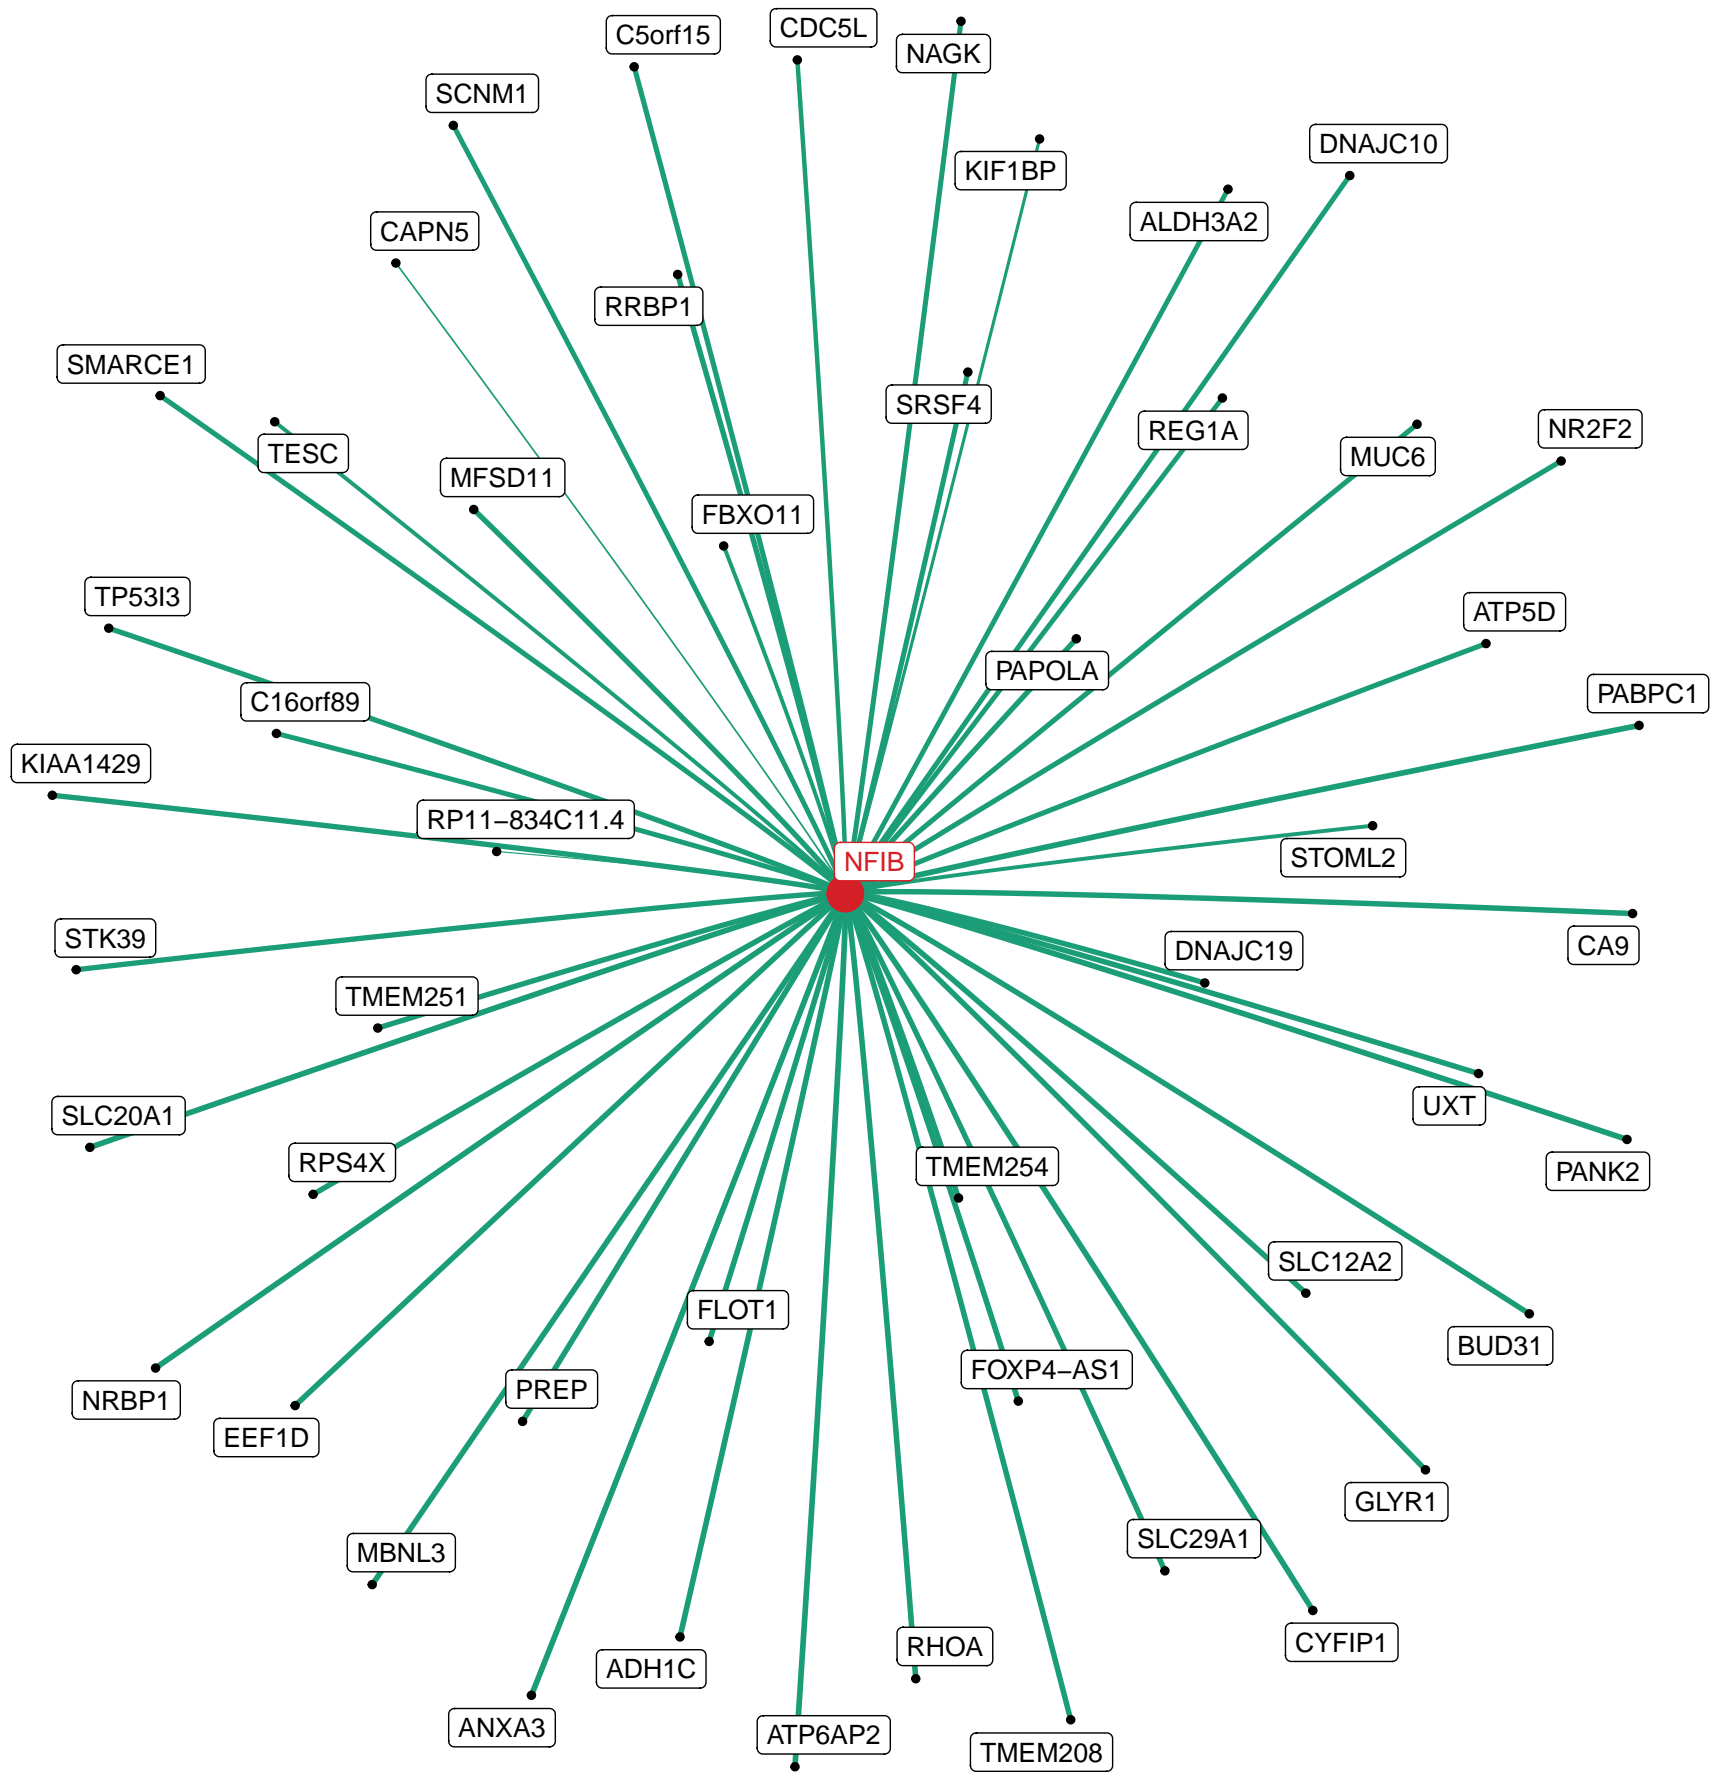 CDC5L
C5orf15
NAGK
SCNM1
DNAJC10
KIF1BP
ALDH3A2
CAPN5
RRBP1
SMARCE1
SRSF4
NR2F2
REG1A
TESC
MUC6
MFSD11
FBXO11
TP53I3
ATP5D
PAPOLA
PABPC1
C16orf89
KIAA1429
RP11−834C11.4
STOML2
NFIB
STK39
CA9
DNAJC19
TMEM251
UXT
SLC20A1
RPS4X
TMEM254
PANK2
SLC12A2
FLOT1
BUD31
FOXP4−AS1
PREP
NRBP1
EEF1D
GLYR1
SLC29A1
MBNL3
CYFIP1
RHOA
ADH1C
ANXA3
ATP6AP2
TMEM208